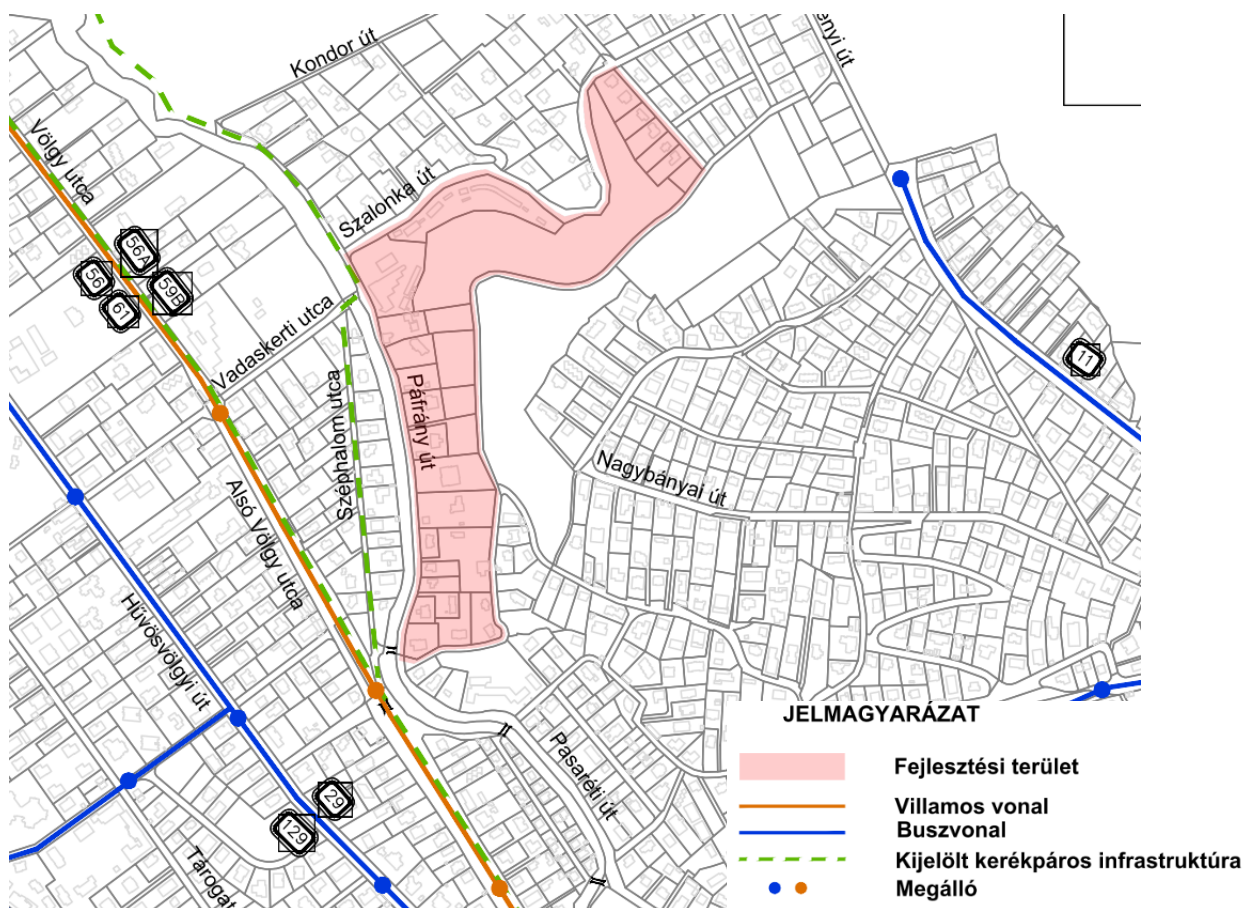 Kondor út
ényi út
Völgy utca
Szalonka út
56A
56
59B
61
Vadaskerti utca
11
Széphalom utca
Páfrány út
Nagybányai út
Alsó Völgy utca
Hűvösvölgyi út
Pasaréti út
29
129
Tárogat
JELMAGYARÁZAT
Fejlesztési terület
Villamos vonal
Buszvonal
Kijelölt kerékpáros infrastruktúra
Megálló